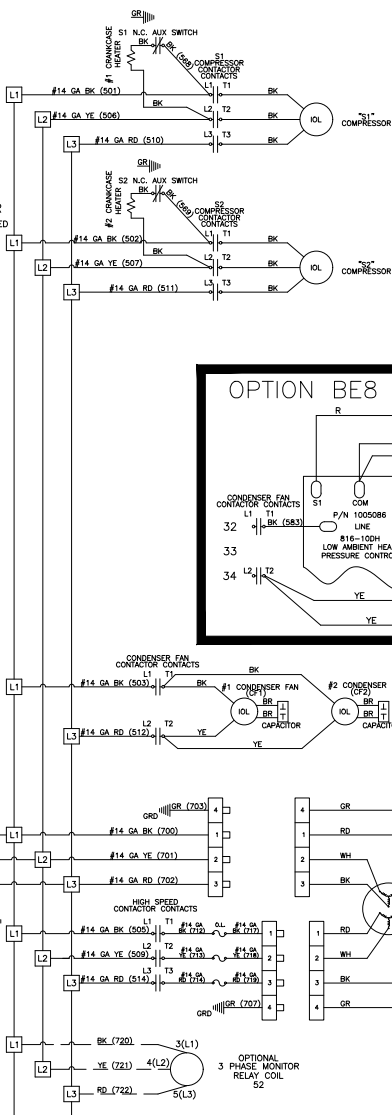 GR
S1 N.C. AUX SWITCH
BK
BK (568)
#1 CRANKCASE
HEATER
S1
COMPRESSOR
CONTACTOR
CONTACTS
L1 #14 GA BK (501) L1 T1 BK
BK
L2 #14 GA YE (506) L2 T2 BK IOL "S1"
COMPRESSOR
L3 #14 GA RD (510) L3 T3 BK
GR
S2 N.C. AUX SWITCH
BK
BK (569)
#2 CRANKCASE
HEATER
S2
COMPRESSOR
CONTACTOR
CONTACTS
ED
L1 #14 GA BK (502) L1 T1 BK
BK
L2 #14 GA YE (507) L2 T2 BK IOL "S2"
COMPRESSOR
L3 #14 GA RD (511) L3 T3 BK
OPTION BE8
R
S1 COM
CONDENSER FAN
CONTACTOR CONTACTS
L1 T1
32 BK (583)
P/N 1005086
LINE
816-10DH
LOW AMBIENT HEA
PRESSURE CONTRO
33
34 L2 T2
YE
YE
CONDENSER FAN
CONTACTOR CONTACTS
L1 #14 GA BK (503) L1 T1 BK
BK
#1 CONDENSER FAN
(CF1)
#2 CONDENSER
(CF2)
IOL BR
BR
CAPACITOR
IOL BR
BR
CAPACIT
L3 #14 GA RD (512) L2 T2 YE
YE
GRD GR (703) 4 4 GR
L1 #14 GA BK (700) 1 1 RD
L2 #14 GA YE (701) 2 2 WH
L3 #14 GA RD (702) 3 3 BK
HIGH SPEED
CONTACTOR CONTACTS
L1 #14 GA BK (505) L1 T1 #14 GA BK (712) O.L. #14 GA BK (717) 1 1 RD
L2 #14 GA YE (509) L2 T2 #14 GA YE (713) #14 GA YE (718) 2 2 WH
L3 #14 GA RD (514) L3 T3 #14 GA RD (714) #14 GA RD (719) 3 3 BK
GRD GR (707) 4 4 GR
L1 BK (720) 3(L1)
L2 YE (721) 4(L2)
L3 RD (722) 5(L3)
OPTIONAL
3 PHASE MONITOR
RELAY COIL
52